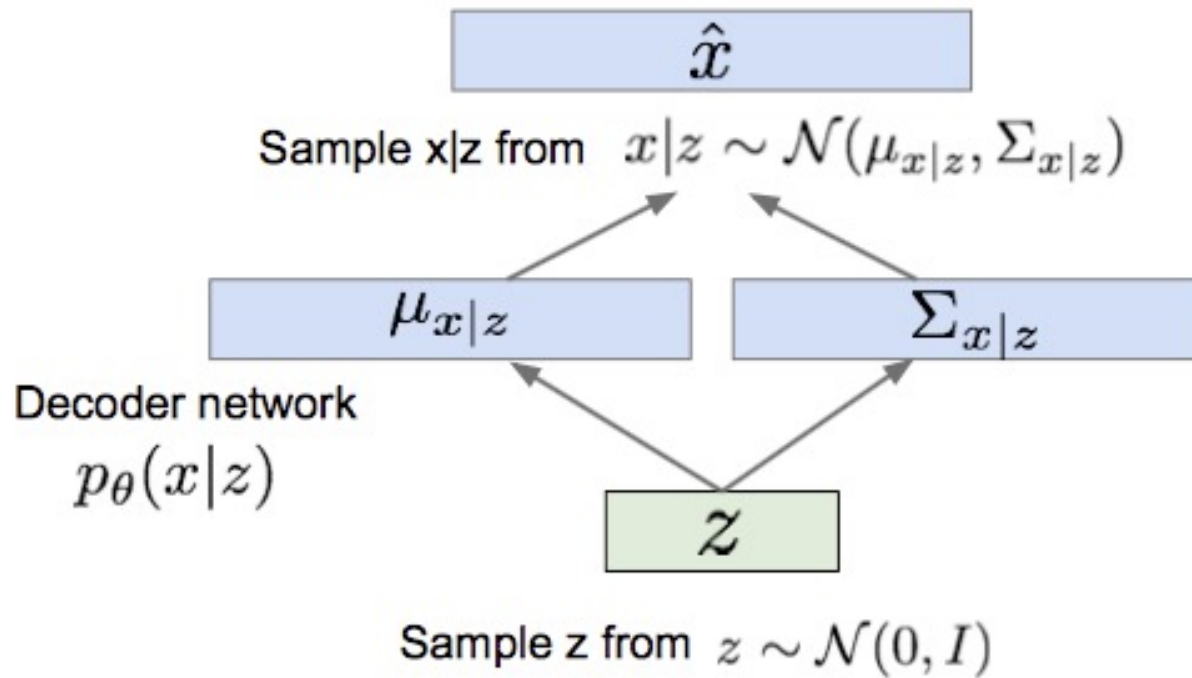 x̂
Sample x|z from x|z ∼ 𝒩(μ_{x|z}, Σ_{x|z})
μ_{x|z}
Σ_{x|z}
Decoder network
p_θ(x|z)
z
Sample z from z ∼ 𝒩(0, I)